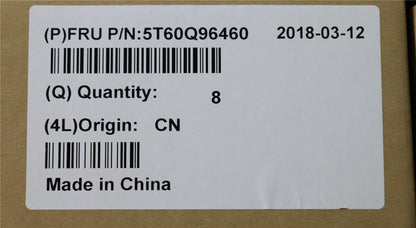 (P)FRU P/N:5T60Q96460 2018-03-12
(Q) Quantity: 8
(4L)Origin: CN
Made in China